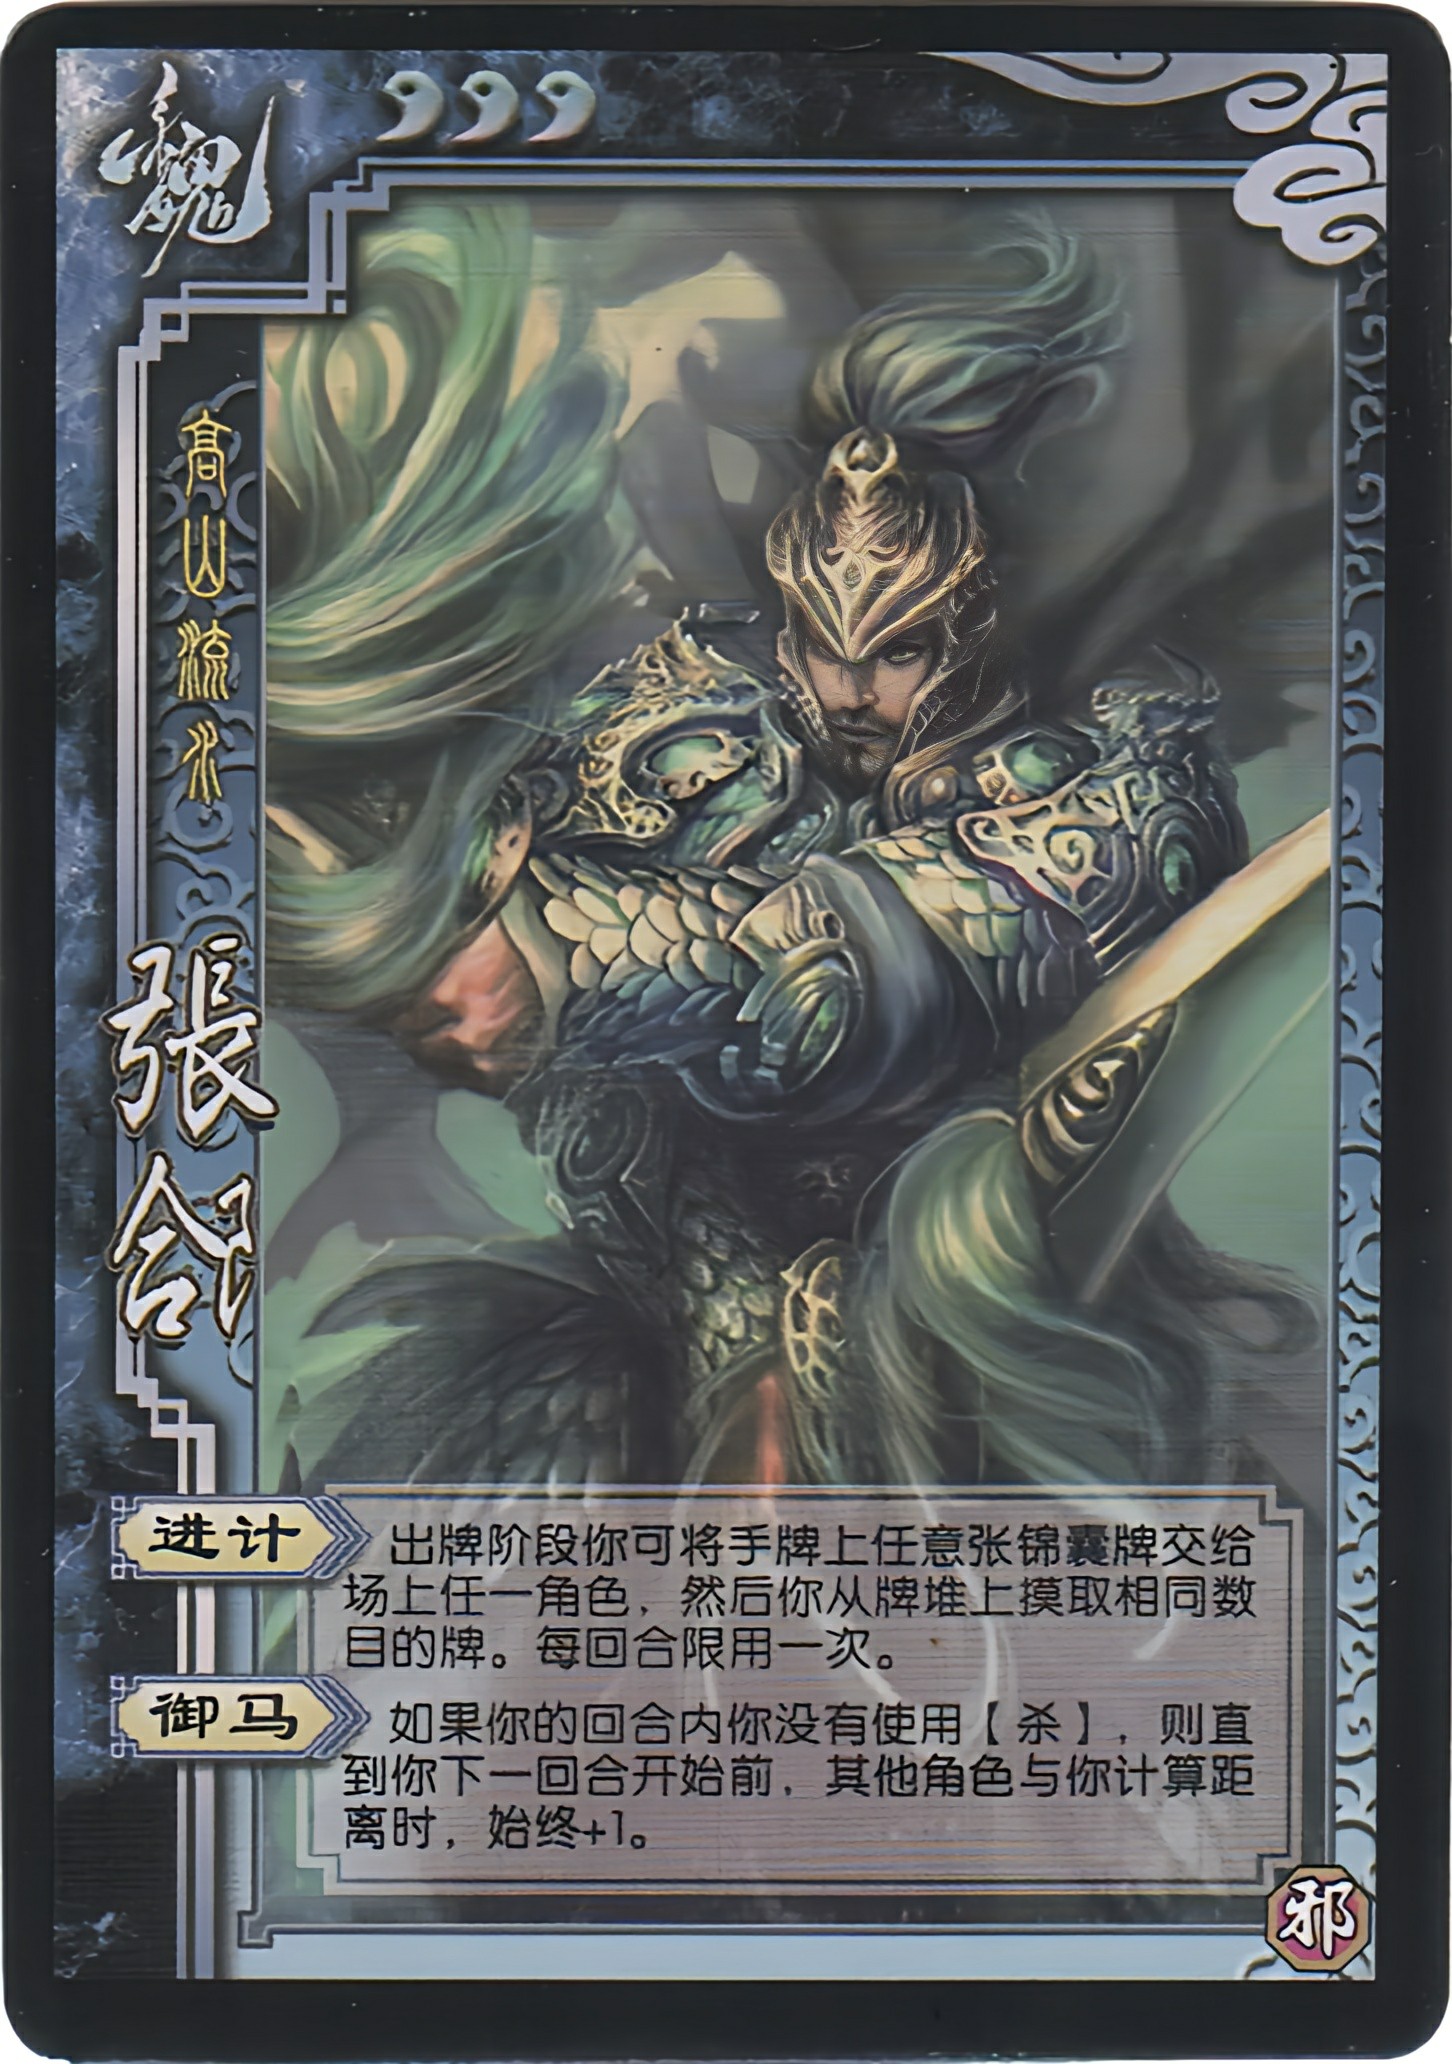 魏
高山流水
張郃
进计
出牌阶段你可将手牌上任意张锦囊牌交给
场上任一角色，然后你从牌堆上摸取相同数
目的牌。每回合限用一次。
御马
如果你的回合内你没有使用【杀】，则直
到你下一回合开始前，其他角色与你计算距
离时，始终+1。
邪